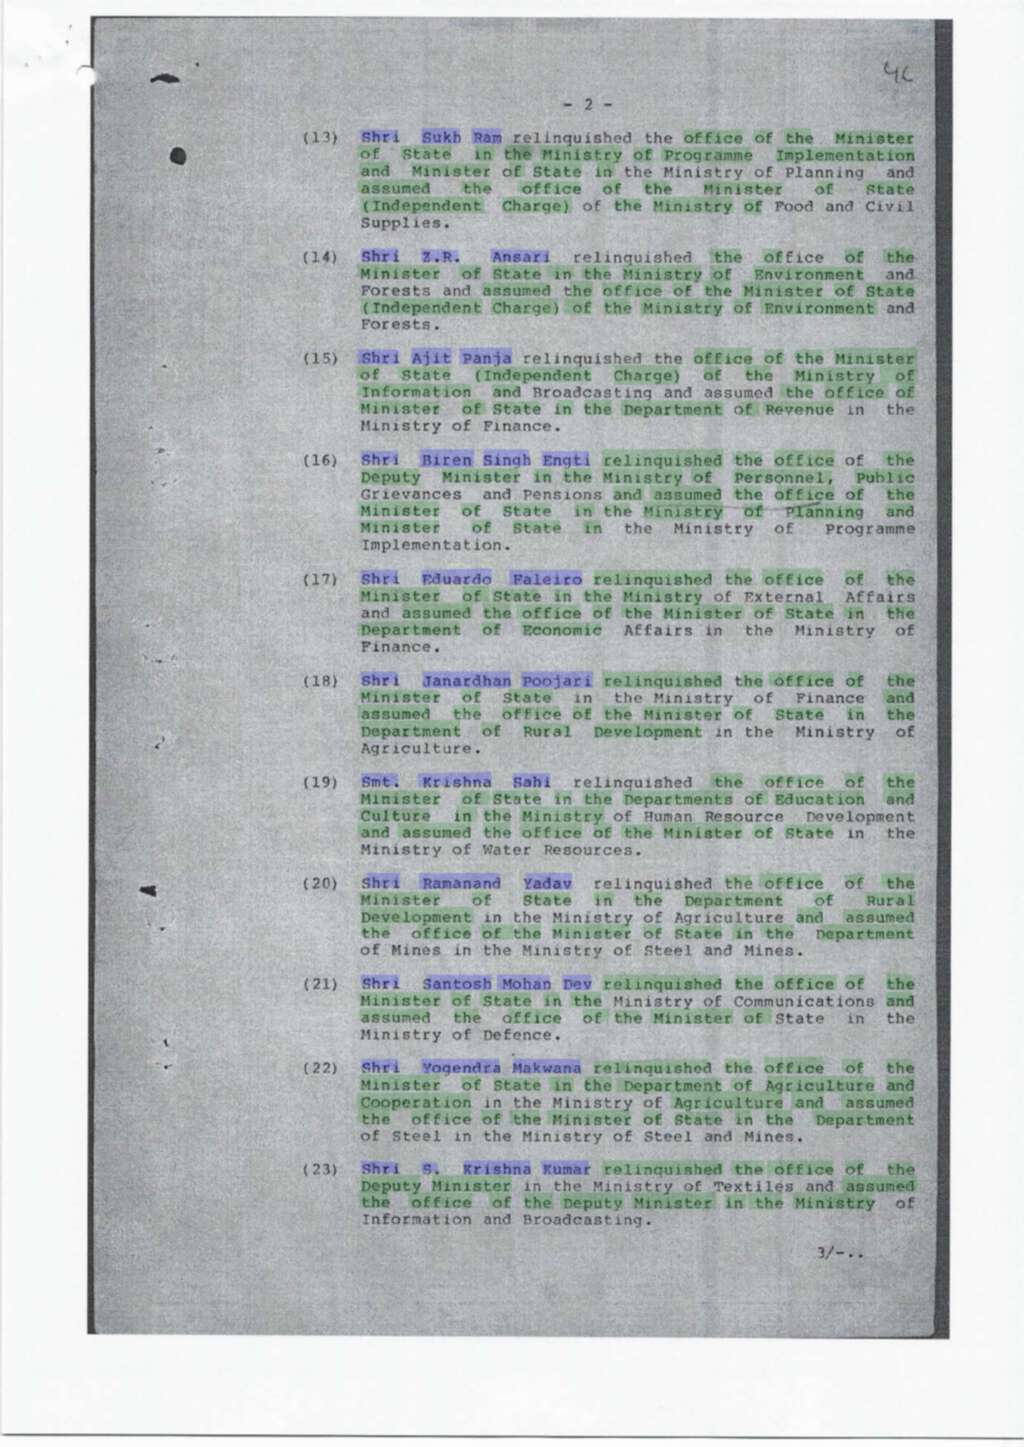 46
- 2 -
(13) Shri Sukh Ram relinquished the office of the Minister
of State in the Ministry of Programme Implementation
and Minister of State in the Ministry of Planning and
assumed the office of the Minister of State
(Independent Charge) of the Ministry of Food and Civil
Supplies.
(14) Shri Z.R. Ansari relinquished the office of the
Minister of State in the Ministry of Environment and
Forests and assumed the office of the Minister of State
(Independent Charge) of the Ministry of Environment and
Forests.
(15) Shri Ajit Panja relinquished the office of the Minister
of State (Independent Charge) of the Ministry of
Information and Broadcasting and assumed the office of
Minister of State in the Department of Revenue in the
Ministry of Finance.
(16) Shri Biren Singh Engti relinquished the office of the
Deputy Minister in the Ministry of Personnel, Public
Grievances and Pensions and assumed the office of the
Minister of State in the Ministry of Planning and
Minister of State in the Ministry of Programme
Implementation.
(17) Shri Eduardo Faleiro relinquished the office of the
Minister of State in the Ministry of External Affairs
and assumed the office of the Minister of State in the
Department of Economic Affairs in the Ministry of
Finance.
(18) Shri Janardhan Poojari relinquished the office of the
Minister of State in the Ministry of Finance and
assumed the office of the Minister of State in the
Department of Rural Development in the Ministry of
Agriculture.
(19) Smt. Krishna Sahi relinquished the office of the
Minister of State in the Departments of Education and
Culture in the Ministry of Human Resource Development
and assumed the office of the Minister of State in the
Ministry of Water Resources.
(20) Shri Ramanand Yadav relinquished the office of the
Minister of State in the Department of Rural
Development in the Ministry of Agriculture and assumed
the office of the Minister of State in the Department
of Mines in the Ministry of Steel and Mines.
(21) Shri Santosh Mohan Dev relinquished the office of the
Minister of State in the Ministry of Communications and
assumed the office of the Minister of State in the
Ministry of Defence.
(22) Shri Yogendra Makwana relinquished the office of the
Minister of State in the Department of Agriculture and
Cooperation in the Ministry of Agriculture and assumed
the office of the Minister of State in the Department
of Steel in the Ministry of Steel and Mines.
(23) Shri S. Krishna Kumar relinquished the office of the
Deputy Minister in the Ministry of Textiles and assumed
the office of the Deputy Minister in the Ministry of
Information and Broadcasting.
3/-..